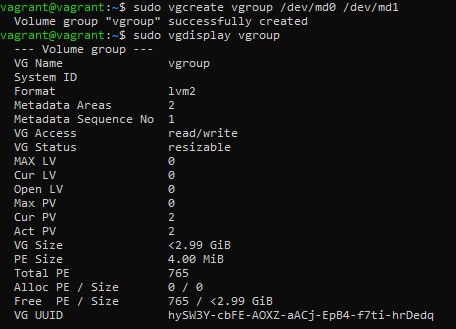 vagrant@vagrant:~$ sudo vgcreate vgroup /dev/md0 /dev/md1
  Volume group "vgroup" successfully created
vagrant@vagrant:~$ sudo vgdisplay vgroup
  --- Volume group ---
  VG Name               vgroup
  System ID
  Format                lvm2
  Metadata Areas        2
  Metadata Sequence No  1
  VG Access             read/write
  VG Status             resizable
  MAX LV                0
  Cur LV                0
  Open LV               0
  Max PV                0
  Cur PV                2
  Act PV                2
  VG Size               <2.99 GiB
  PE Size               4.00 MiB
  Total PE              765
  Alloc PE / Size       0 / 0
  Free  PE / Size       765 / <2.99 GiB
  VG UUID               hySW3Y-cbFE-AOXZ-aACj-EpB4-f7ti-hrDedq